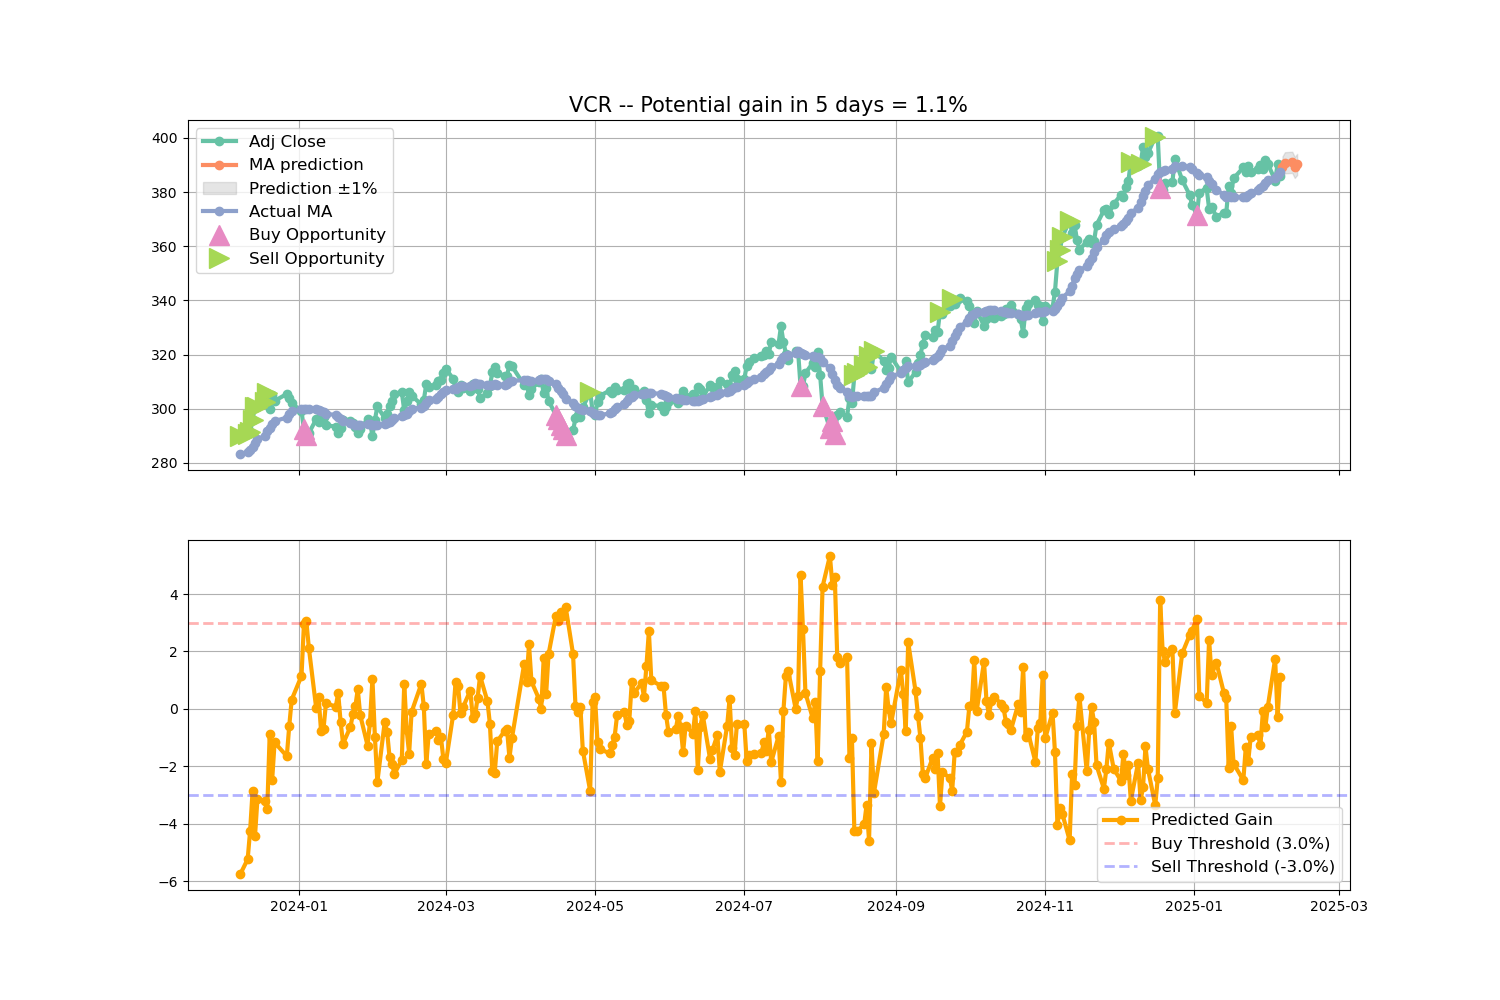 VCR -- Potential gain in 5 days = 1.1%
Adj Close
MA prediction
Prediction ±1%
Actual MA
Buy Opportunity
Sell Opportunity
400
380
360
340
320
300
280
4
2
0
−2
−4
−6
Predicted Gain
Buy Threshold (3.0%)
Sell Threshold (-3.0%)
2024-01 2024-03 2024-05 2024-07 2024-09 2024-11 2025-01 2025-03